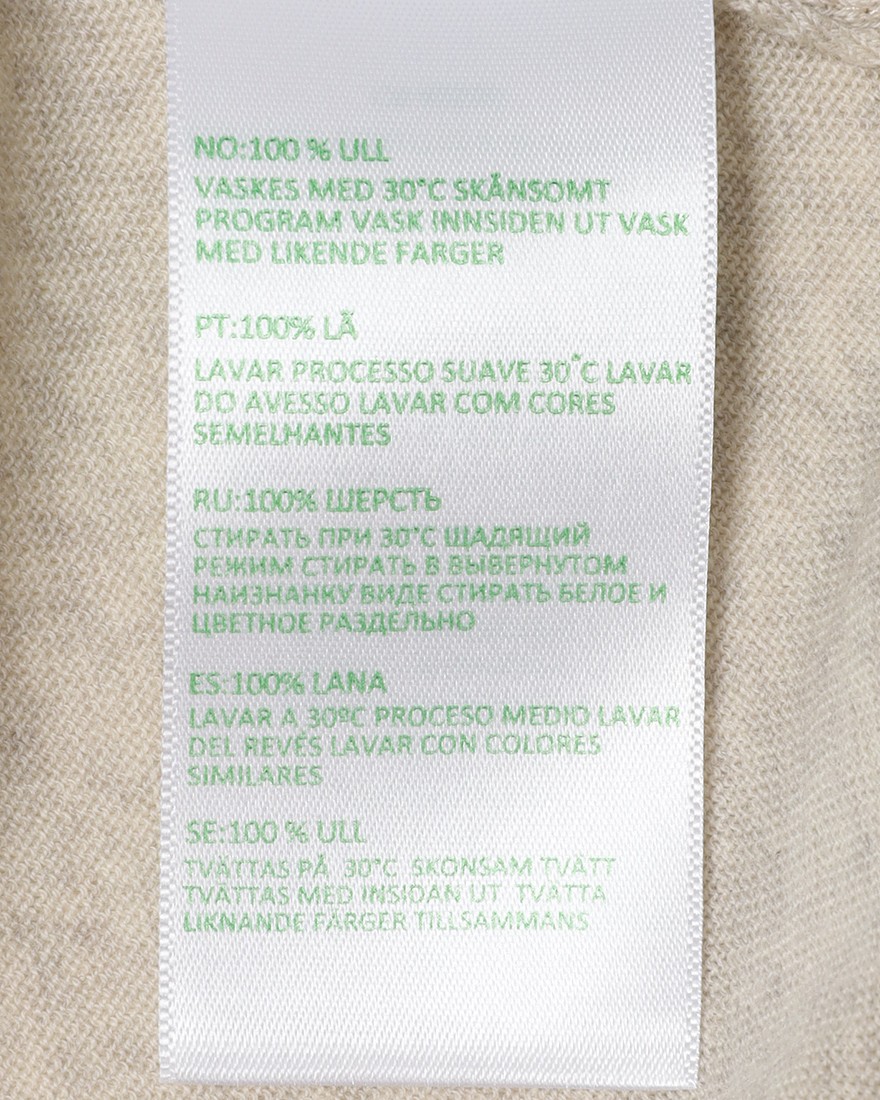 NO:100 % ULL
VASKES MED 30°C SKÅNSOMT
PROGRAM VASK INNSIDEN UT VASK
MED LIKENDE FARGER
PT:100% LÃ
LAVAR PROCESSO SUAVE 30°C LAVAR
DO AVESSO LAVAR COM CORES
SEMELHANTES
RU:100% ШЕРСТЬ
СТИРАТЬ ПРИ 30°C ЩАДЯЩИЙ
РЕЖИМ СТИРАТЬ В ВЫВЕРНУТОМ
НАИЗНАНКУ ВИДЕ СТИРАТЬ БЕЛОЕ И
ЦВЕТНОЕ РАЗДЕЛЬНО
ES:100% LANA
LAVAR A 30ºC PROCESO MEDIO LAVAR
DEL REVÉS LAVAR CON COLORES
SIMILARES
SE:100 % ULL
TVÄTTAS PÅ 30°C SKONSAM TVÄTT
TVÄTTAS MED INSIDAN UT TVÄTTA
LIKNANDE FÄRGER TILLSAMMANS